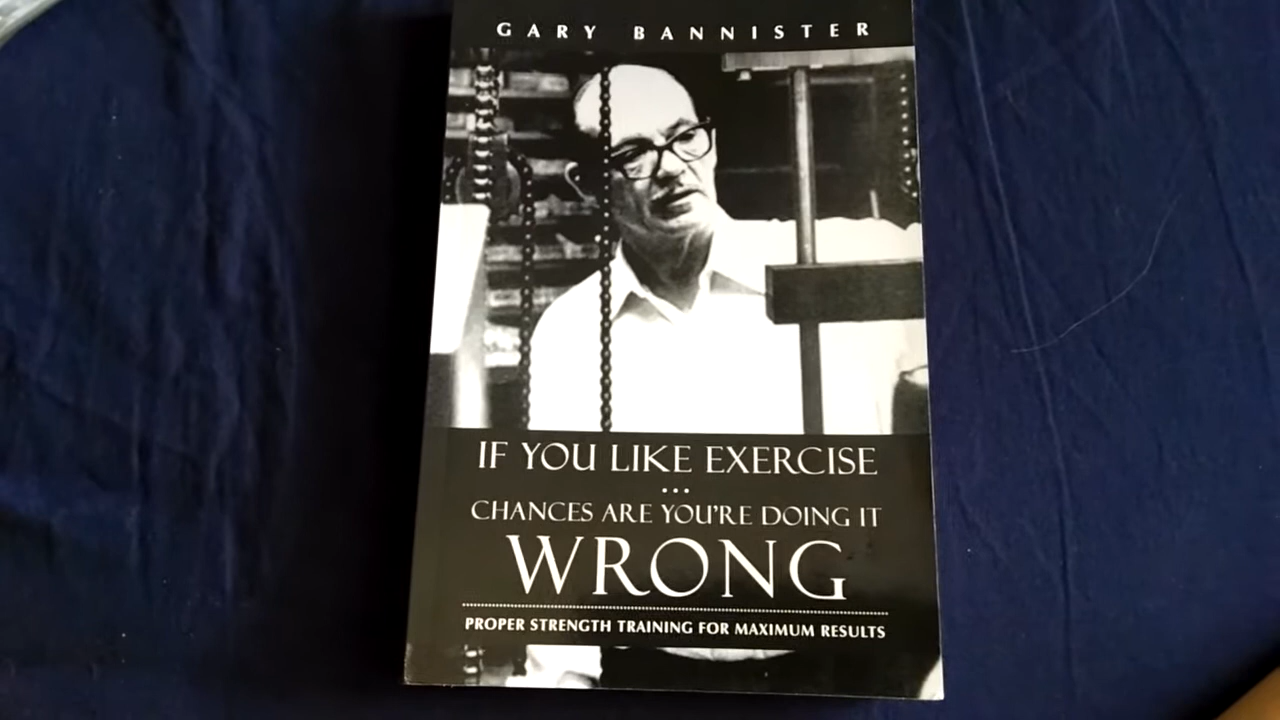 GARY BANNISTER
IF YOU LIKE EXERCISE
...
CHANCES ARE YOU'RE DOING IT
WRONG
PROPER STRENGTH TRAINING FOR MAXIMUM RESULTS